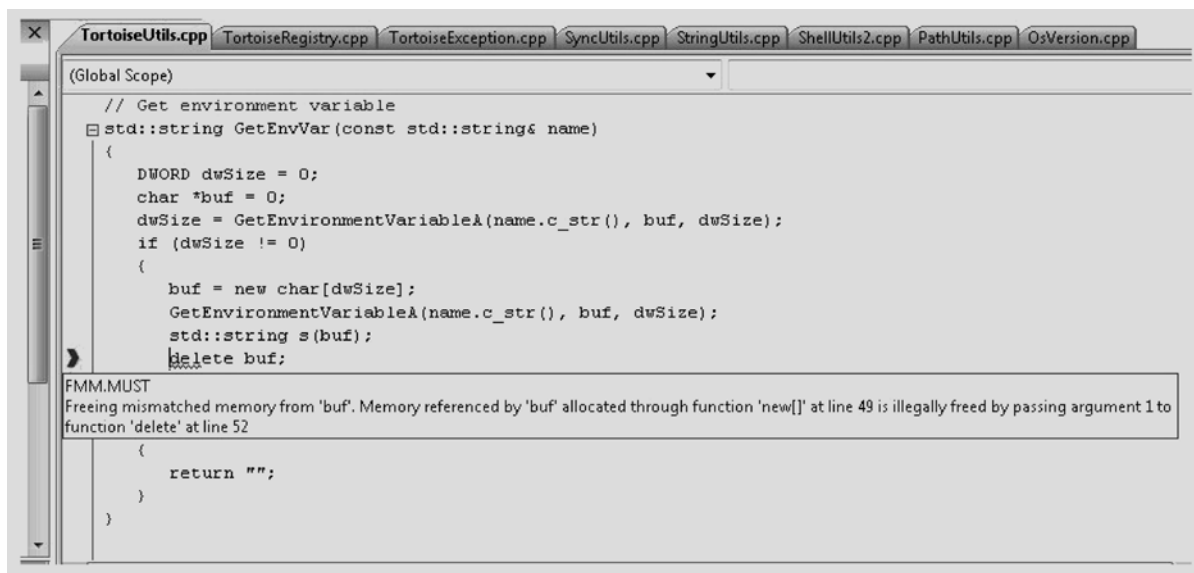 TortoiseUtils.cpp TortoiseRegistry.cpp TortoiseException.cpp SyncUtils.cpp StringUtils.cpp ShellUtils2.cpp PathUtils.cpp OsVersion.cpp
(Global Scope)
// Get environment variable
std::string GetEnvVar(const std::string& name)
{
DWORD dwSize = 0;
char *buf = 0;
dwSize = GetEnvironmentVariableA(name.c_str(), buf, dwSize);
if (dwSize != 0)
{
buf = new char[dwSize];
GetEnvironmentVariableA(name.c_str(), buf, dwSize);
std::string s(buf);
delete buf;
FMM.MUST
Freeing mismatched memory from 'buf'. Memory referenced by 'buf' allocated through function 'new[]' at line 49 is illegally freed by passing argument 1 to
function 'delete' at line 52
{
return "";
}
}